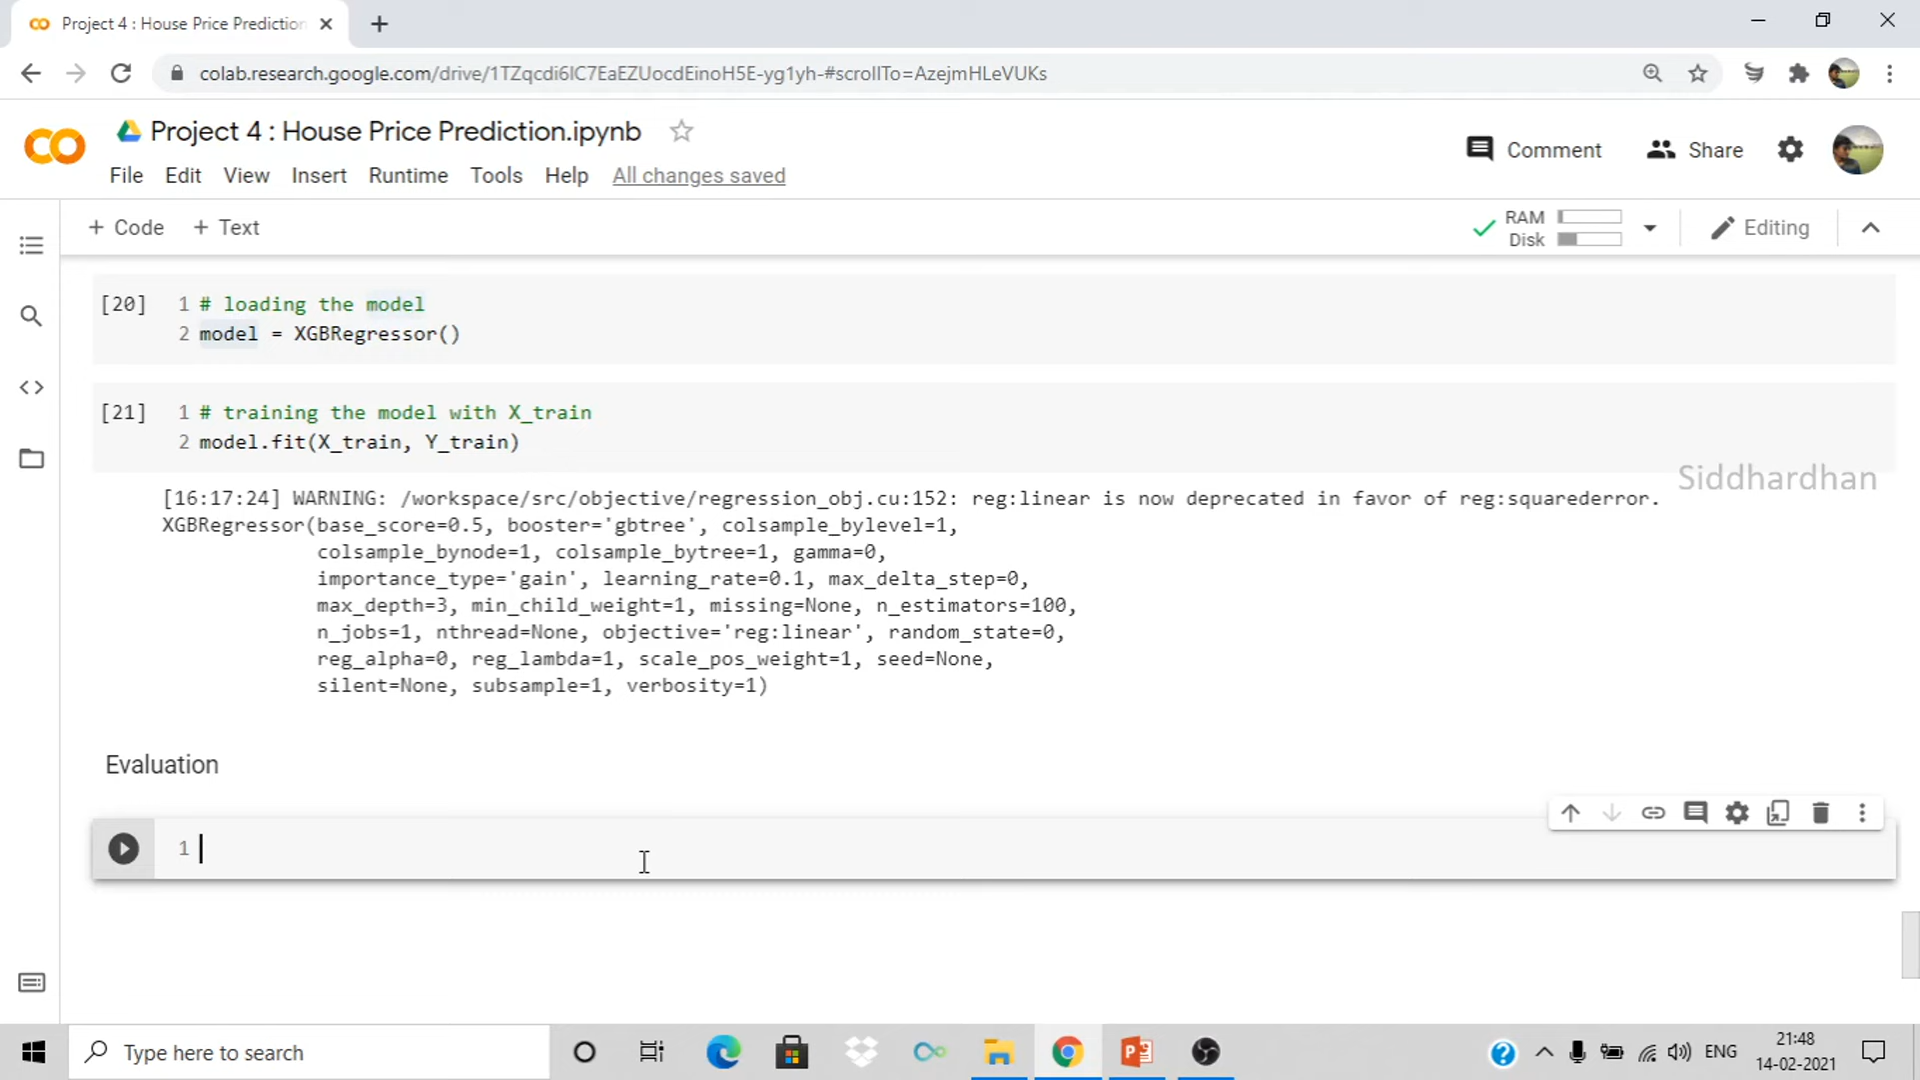 Project 4 : House Price Prediction
colab.research.google.com/drive/1TZqcdi6IC7EaEZUocdEinoH5E-yg1yh-#scrollTo=AzejmHLeVUKs
Project 4 : House Price Prediction.ipynb
Comment
Share
File Edit View Insert Runtime Tools Help All changes saved
+ Code + Text
RAM
Disk
Editing
[20] 1 # loading the model
2 model = XGBRegressor()
[21] 1 # training the model with X_train
2 model.fit(X_train, Y_train)
Siddhardhan
[16:17:24] WARNING: /workspace/src/objective/regression_obj.cu:152: reg:linear is now deprecated in favor of reg:squarederror.
XGBRegressor(base_score=0.5, booster='gbtree', colsample_bylevel=1,
colsample_bynode=1, colsample_bytree=1, gamma=0,
importance_type='gain', learning_rate=0.1, max_delta_step=0,
max_depth=3, min_child_weight=1, missing=None, n_estimators=100,
n_jobs=1, nthread=None, objective='reg:linear', random_state=0,
reg_alpha=0, reg_lambda=1, scale_pos_weight=1, seed=None,
silent=None, subsample=1, verbosity=1)
Evaluation
1
Type here to search
ENG
21:48
14-02-2021